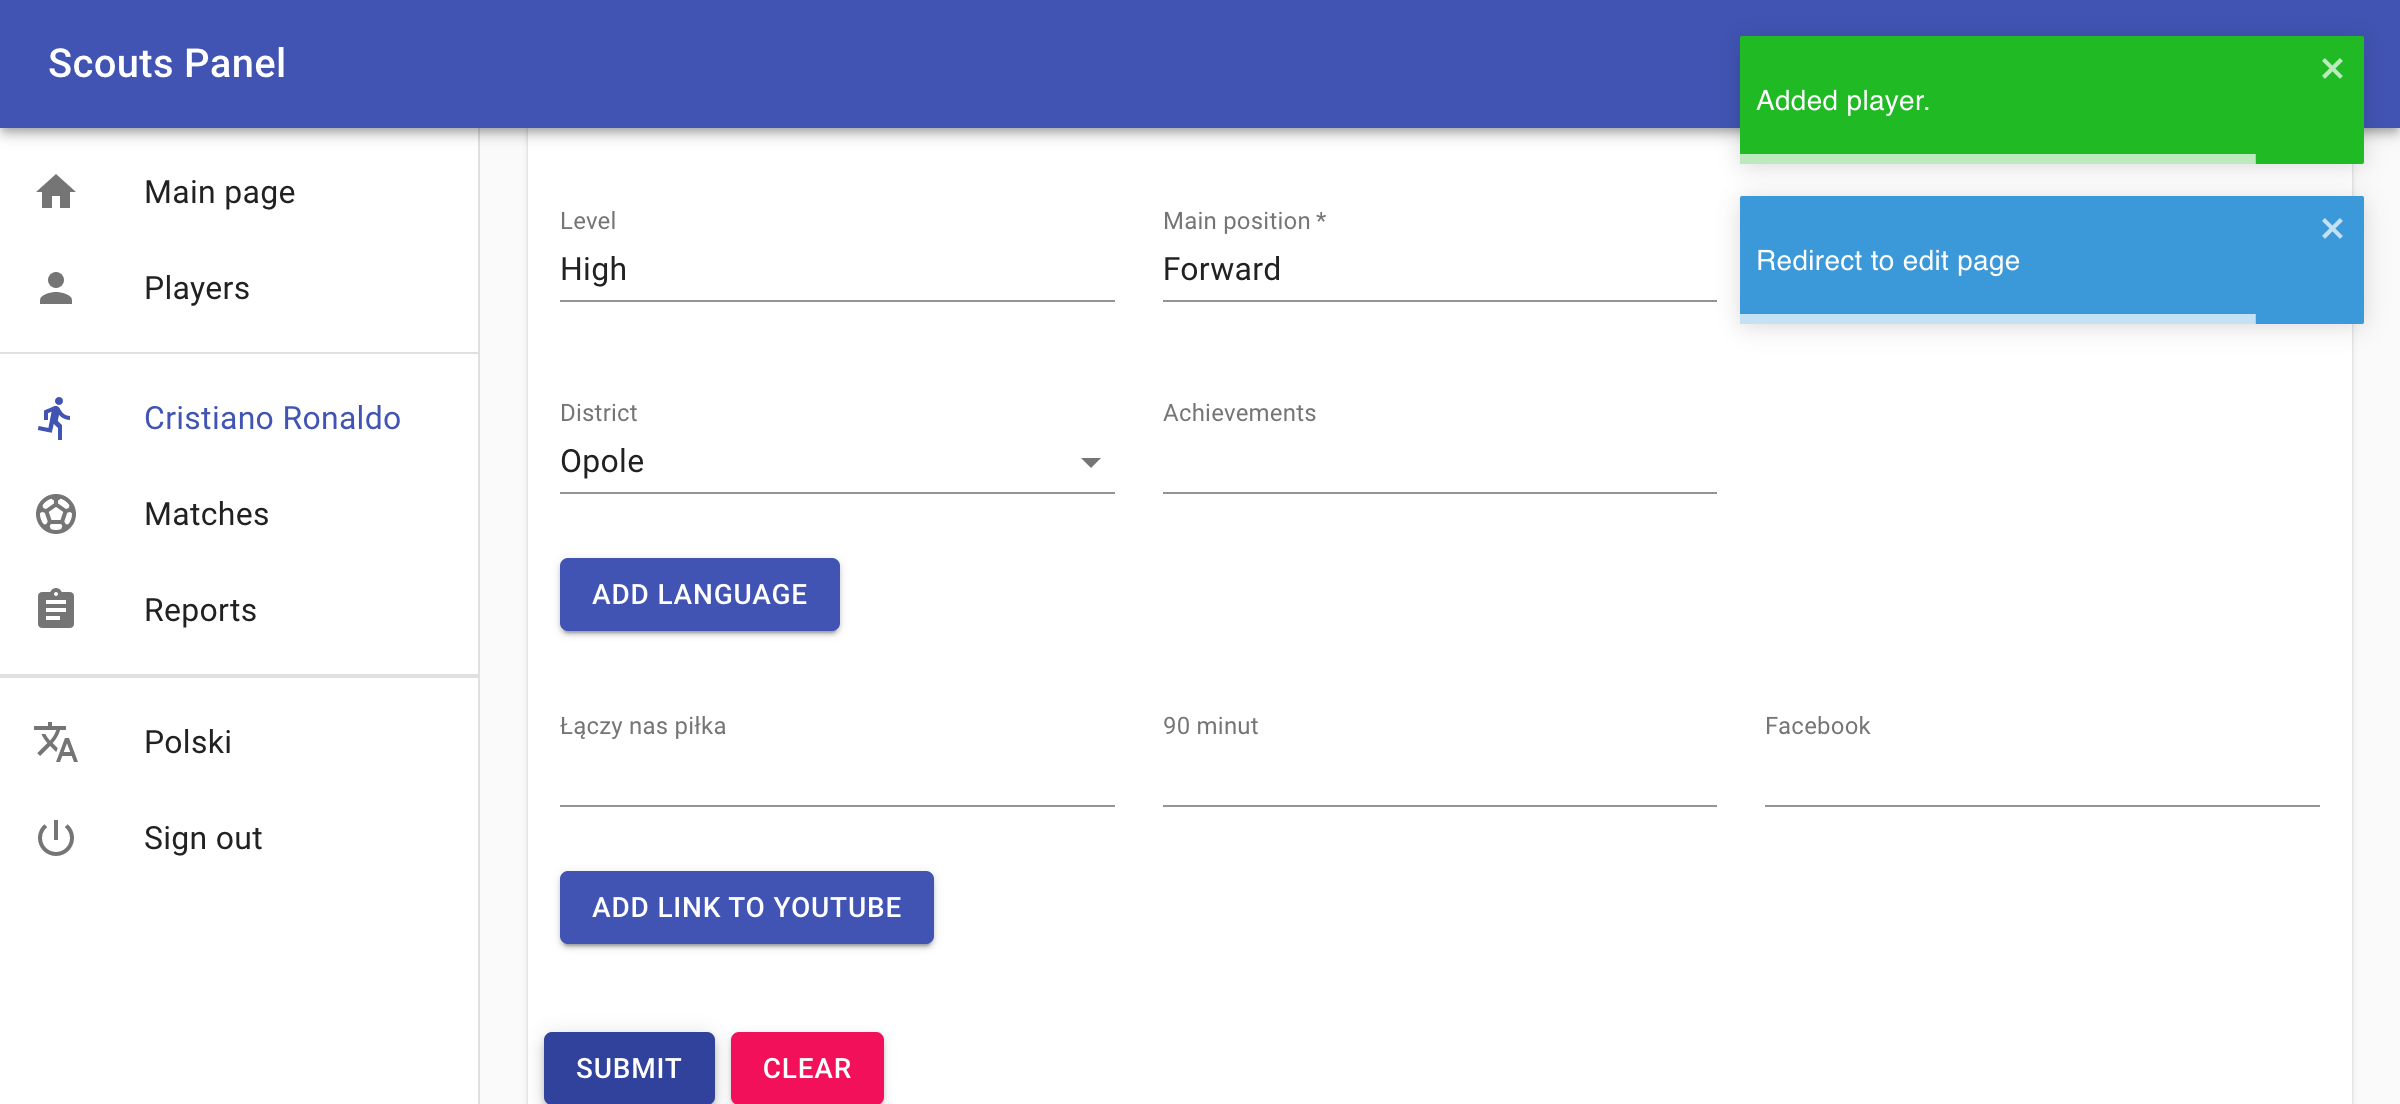 Scouts Panel
Added player.
Redirect to edit page
Main page
Players
Cristiano Ronaldo
Matches
Reports
Polski
Sign out
Level
High
Main position *
Forward
District
Opole
Achievements
ADD LANGUAGE
Łączy nas piłka
90 minut
Facebook
ADD LINK TO YOUTUBE
SUBMIT
CLEAR